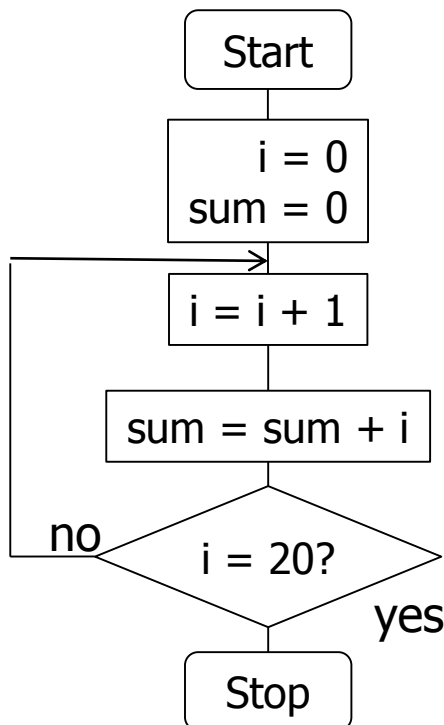 Start
i = 0
sum = 0
i = i + 1
sum = sum + i
no
i = 20?
yes
Stop